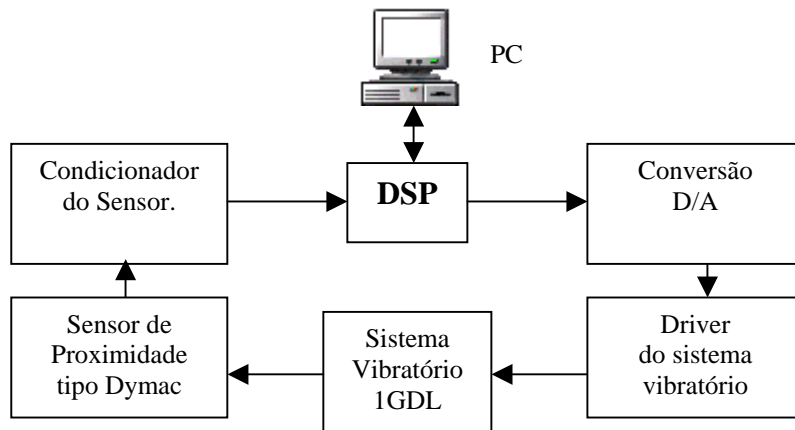 PC
Condicionador
do Sensor.
DSP
Conversão
D/A
Sensor de
Proximidade
tipo Dymac
Sistema
Vibratório
1GDL
Driver
do sistema
vibratório